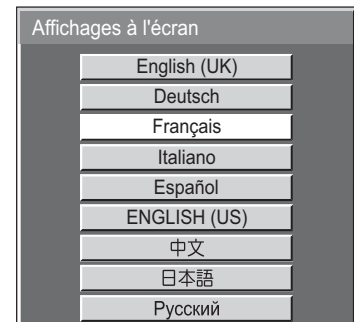 Affichages à l'écran
English (UK)
Deutsch
Français
Italiano
Español
ENGLISH (US)
中文
日本語
Русский